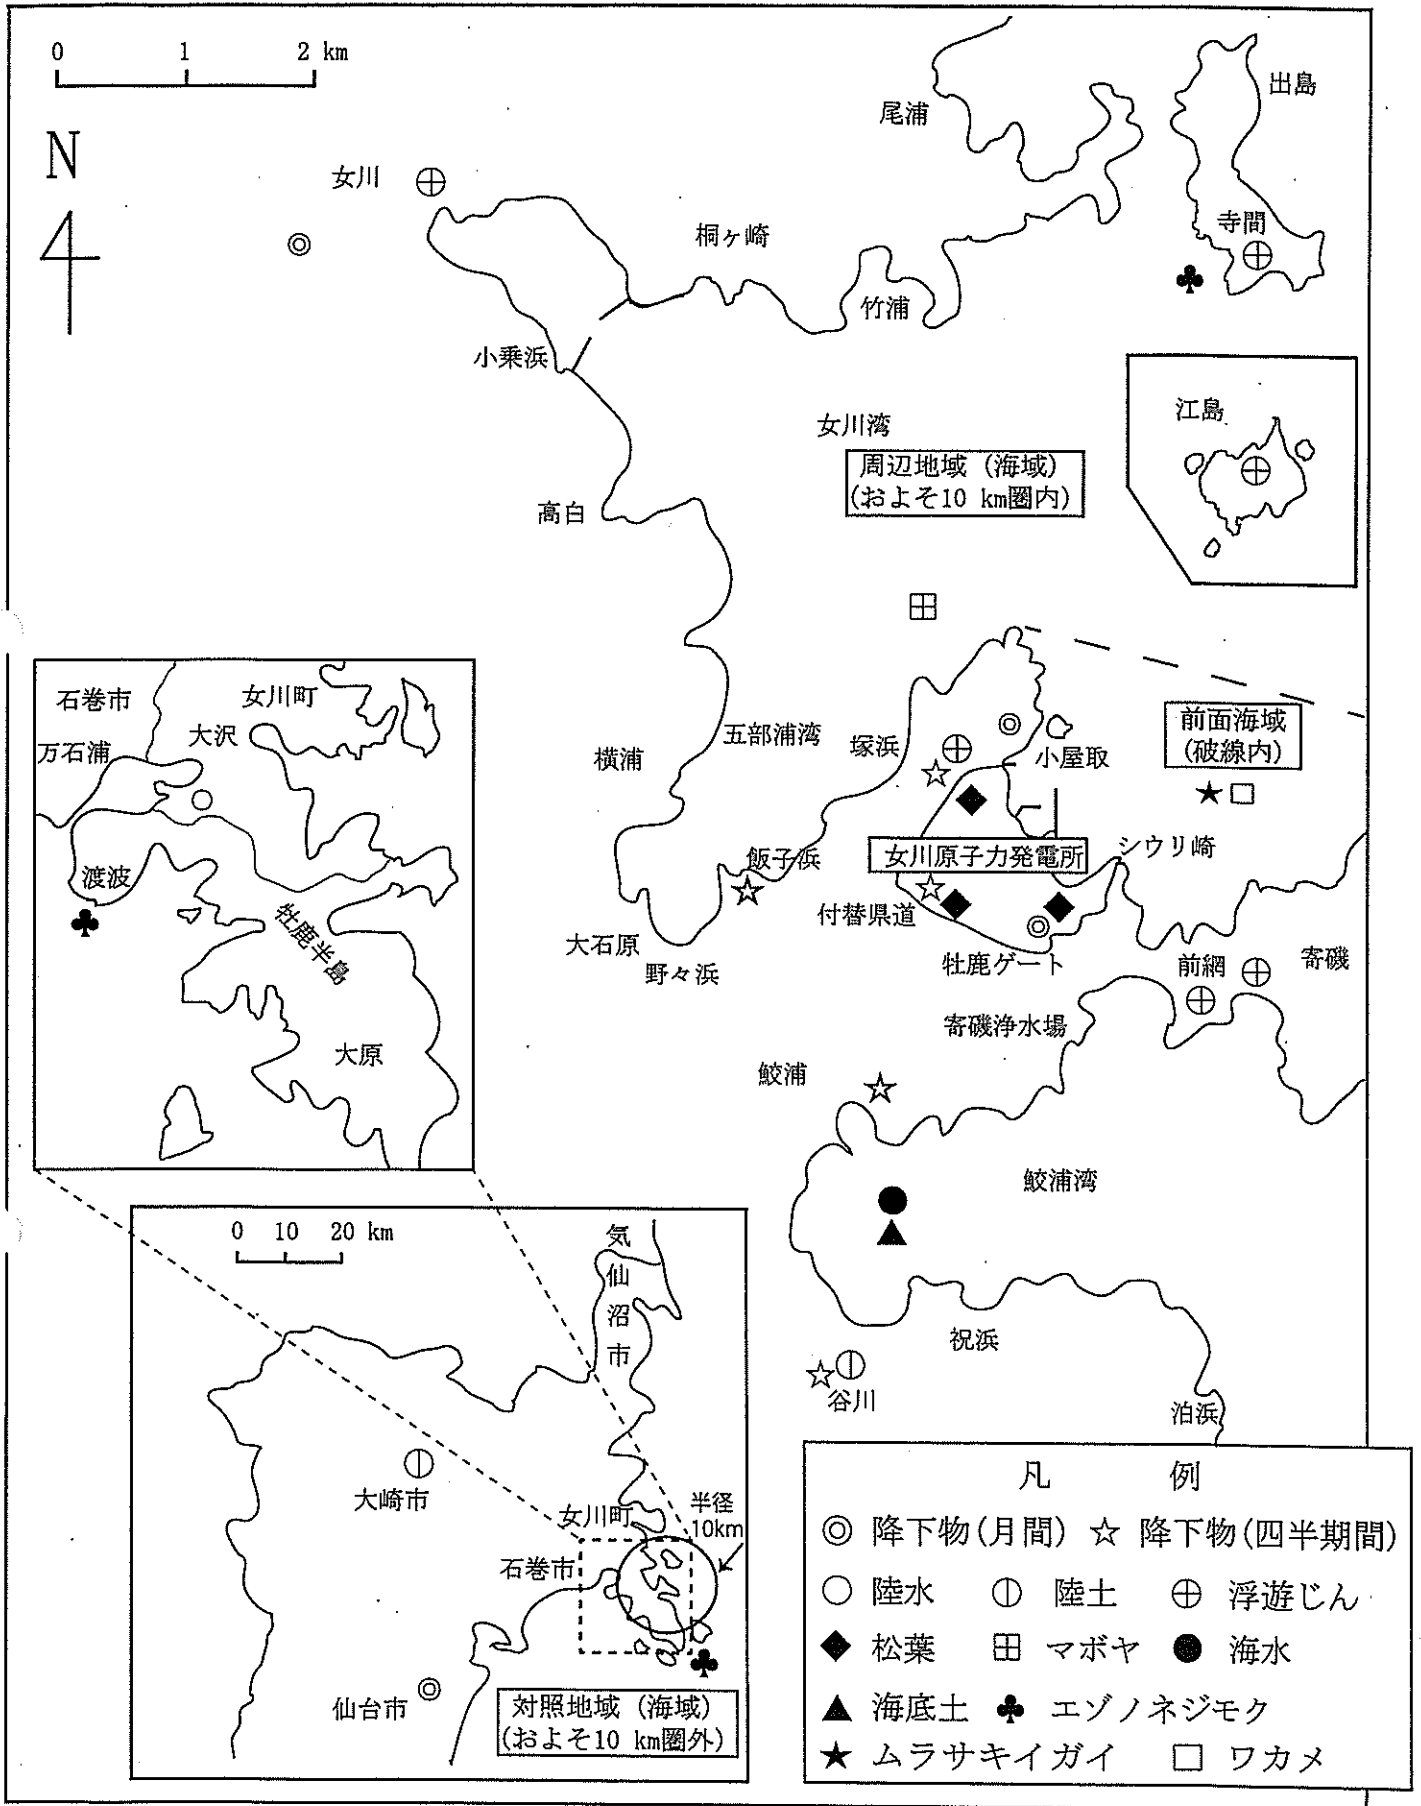 0 1 2 km
N
出島
尾浦
女川
寺間
桐ヶ崎
竹浦
小乗浜
江島
女川湾
周辺地域（海域）
(およそ10 km圏内)
高白
石巻市
女川町
大沢
万石浦
渡波
牡鹿半島
大原
五部浦湾
横浦
塚浜
小屋取
前面海域
(破線内)
飯子浜
女川原子力発電所
シウリ崎
付替県道
大石原
野々浜
牡鹿ゲート
前網
寄磯
寄磯浄水場
鮫浦
鮫浦湾
祝浜
谷川
泊浜
0 10 20 km
気仙沼市
大崎市
女川町
半径
10km
石巻市
仙台市
対照地域（海域）
(およそ10 km圏外)
凡 例
◎ 降下物(月間) ☆ 降下物(四半期間)
○ 陸水 陸土 ⊕ 浮遊じん
◆ 松葉 ⊞ マボヤ ● 海水
▲ 海底土 ♣ エゾノネジモク
★ ムラサキイガイ □ ワカメ